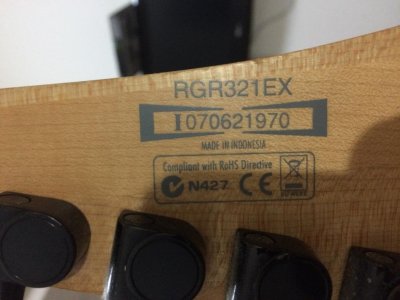 RGR321EX
I070621970
MADE IN INDONESIA
Compliant with RoHS Directive
N427 CE